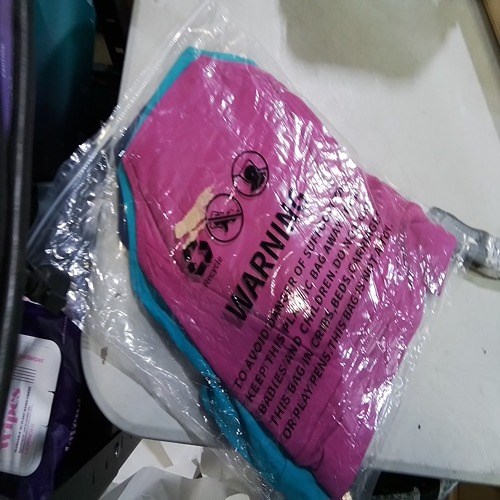 Recycle
WARNING
TO AVOID DANGER OF SUFFOCATION
KEEP THIS PLASTIC BAG AWAY FROM
BABIES AND CHILDREN DO NOT USE
THIS BAG IN CRIBS, BEDS, CARRIAGES
OR PLAYPENS THIS BAG IS NOT A TOY
wipes